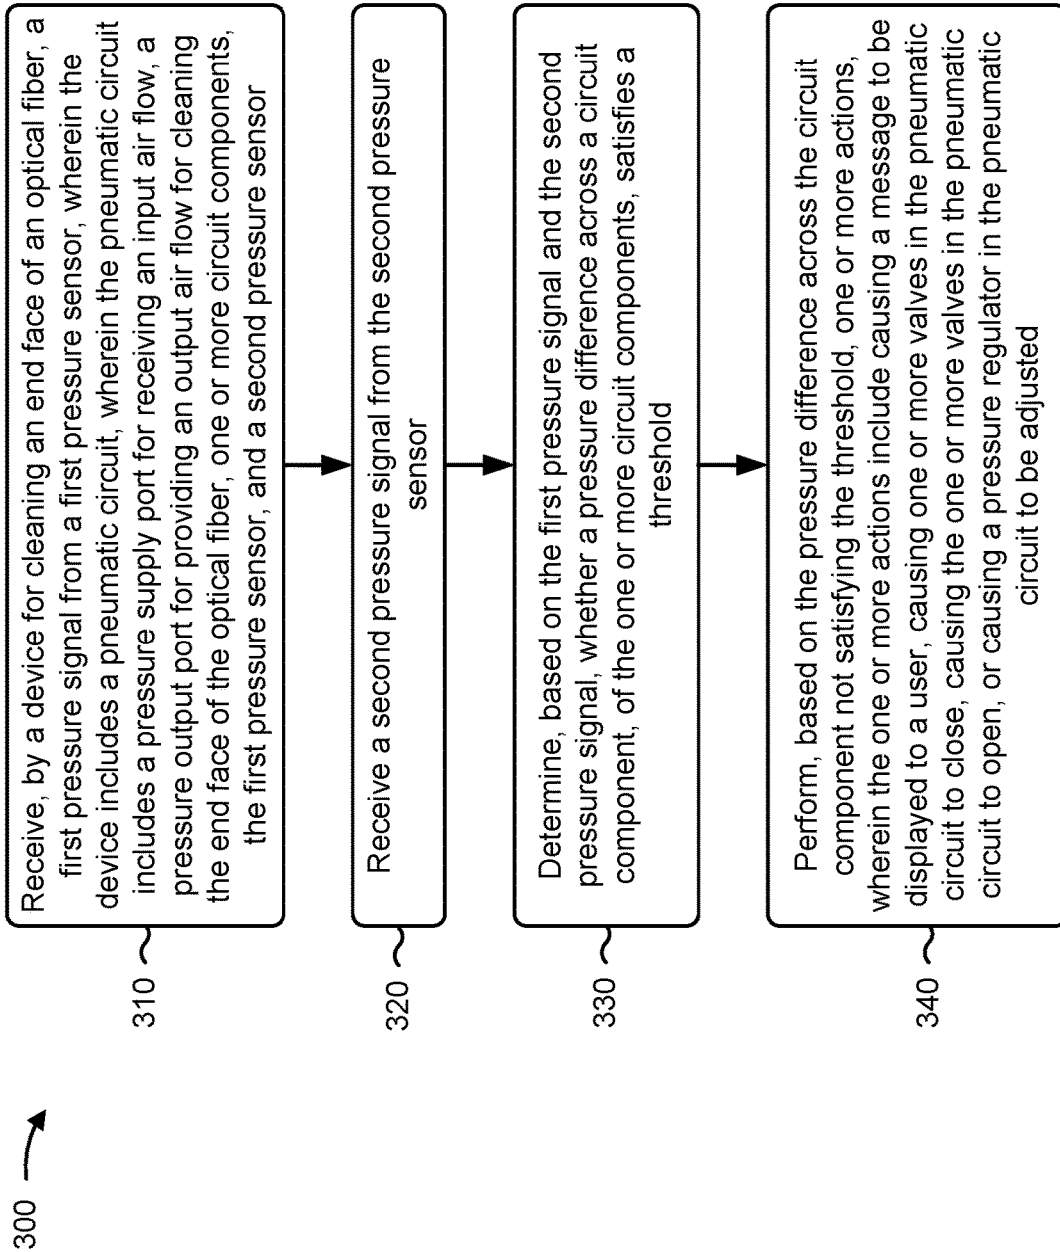 300
310
Receive, by a device for cleaning an end face of an optical fiber, a
first pressure signal from a first pressure sensor, wherein the
device includes a pneumatic circuit, wherein the pneumatic circuit
includes a pressure supply port for receiving an input air flow, a
pressure output port for providing an output air flow for cleaning
the end face of the optical fiber, one or more circuit components,
the first pressure sensor, and a second pressure sensor
320
Receive a second pressure signal from the second pressure
sensor
330
Determine, based on the first pressure signal and the second
pressure signal, whether a pressure difference across a circuit
component, of the one or more circuit components, satisfies a
threshold
340
Perform, based on the pressure difference across the circuit
component not satisfying the threshold, one or more actions,
wherein the one or more actions include causing a message to be
displayed to a user, causing one or more valves in the pneumatic
circuit to close, causing the one or more valves in the pneumatic
circuit to open, or causing a pressure regulator in the pneumatic
circuit to be adjusted